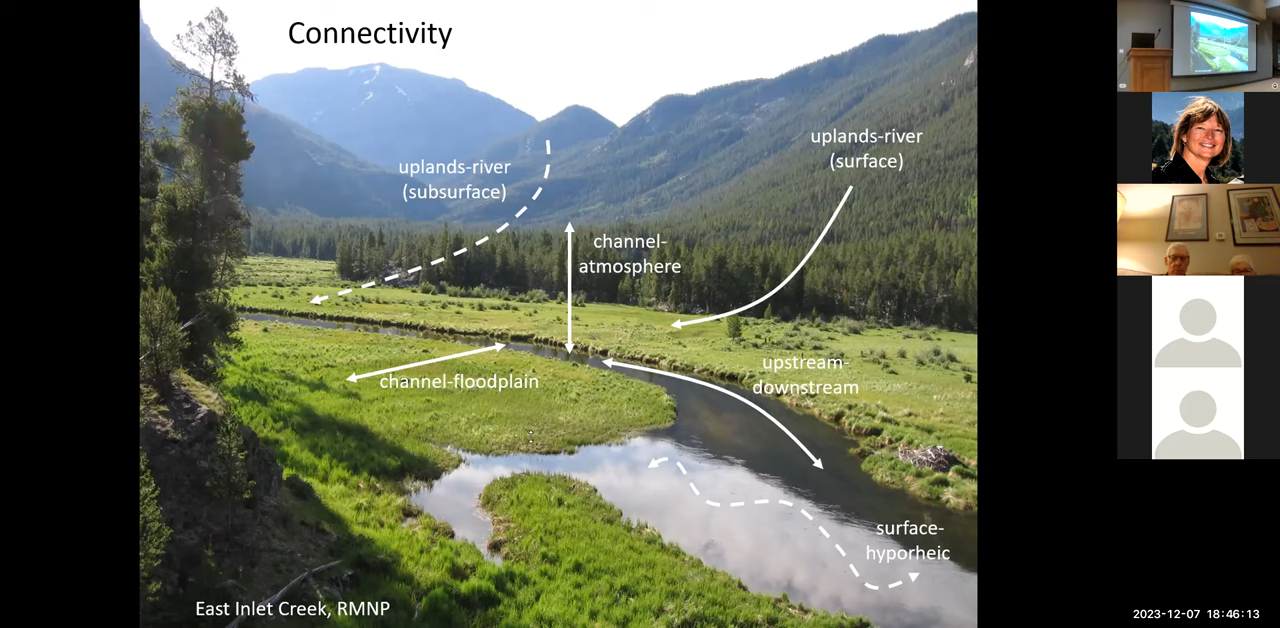 Connectivity
uplands-river
(surface)
uplands-river
(subsurface)
channel-
atmosphere
upstream-
downstream
channel-floodplain
surface-
hyporheic
East Inlet Creek, RMNP
2023-12-07 18:46:13